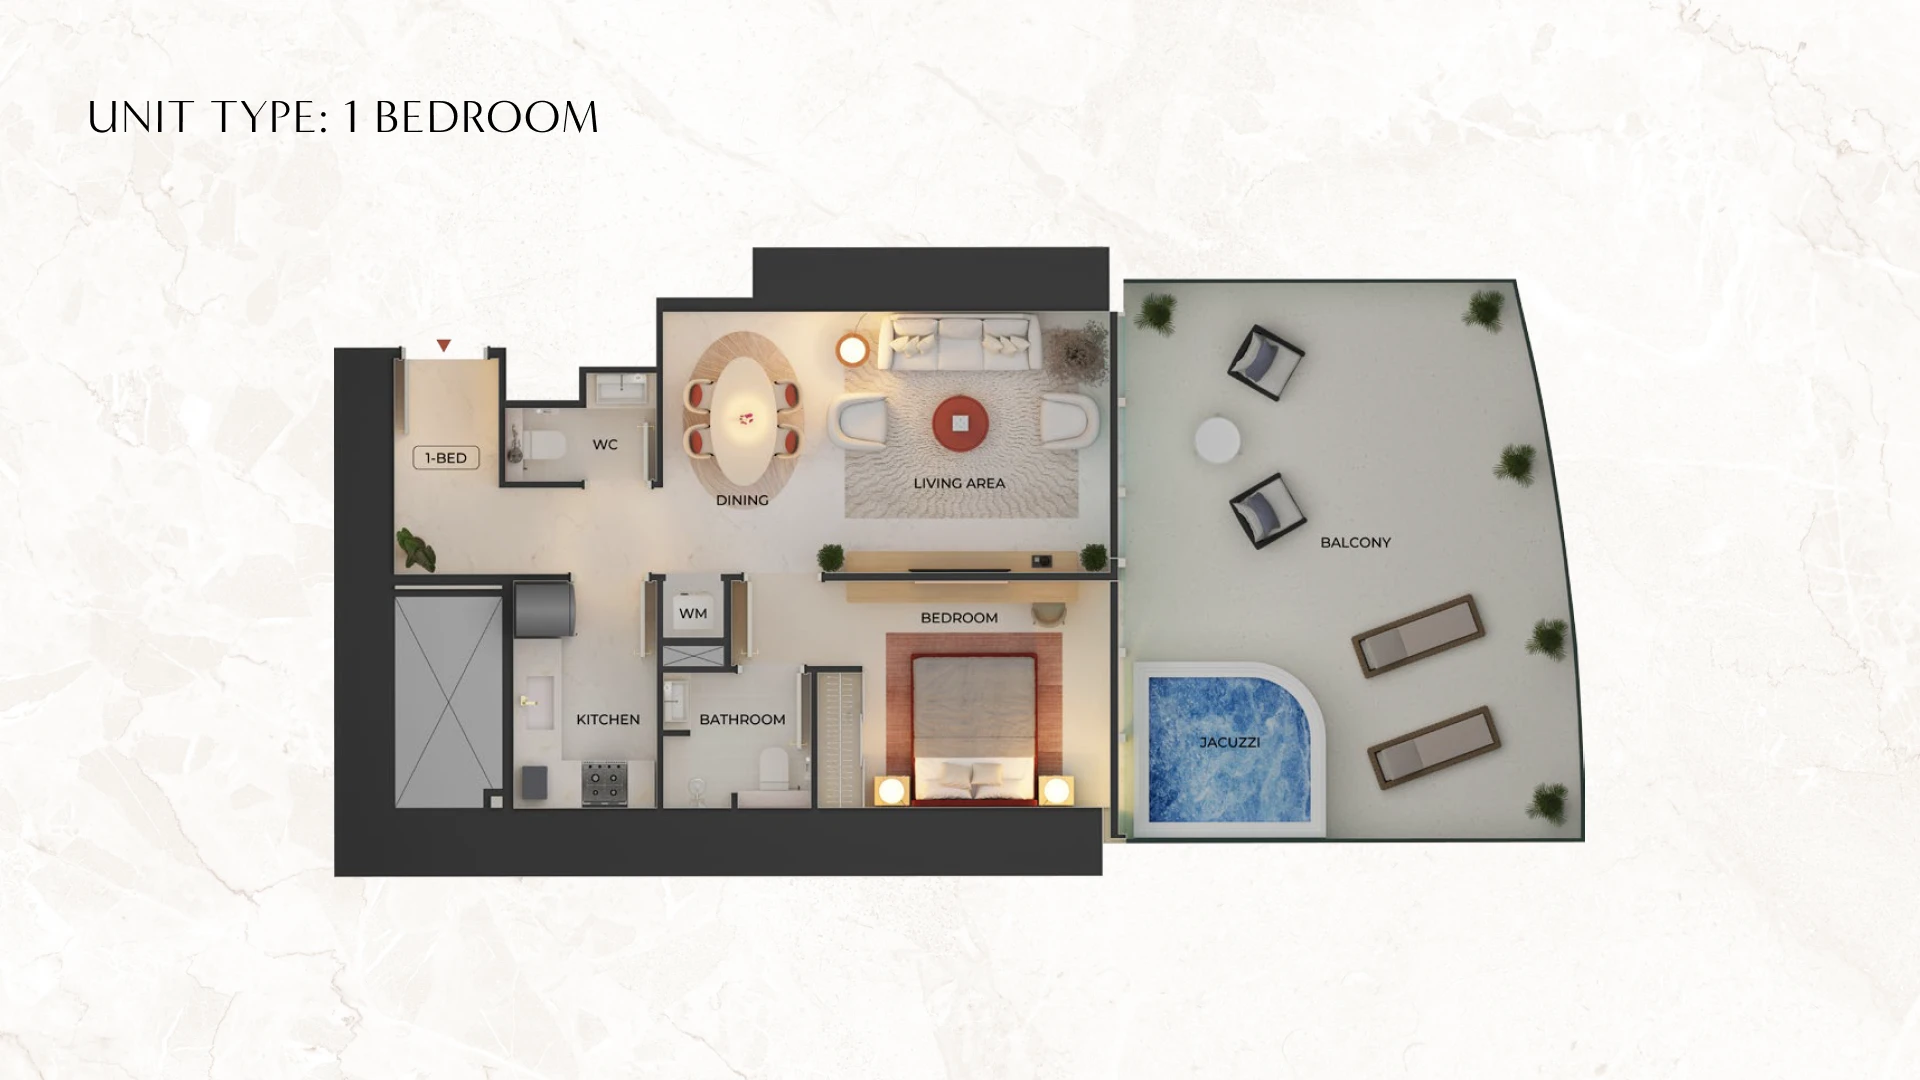 UNIT TYPE: 1 BEDROOM
WC
1-BED
LIVING AREA
DINING
BALCONY
WM
BEDROOM
KITCHEN
BATHROOM
JACUZZI